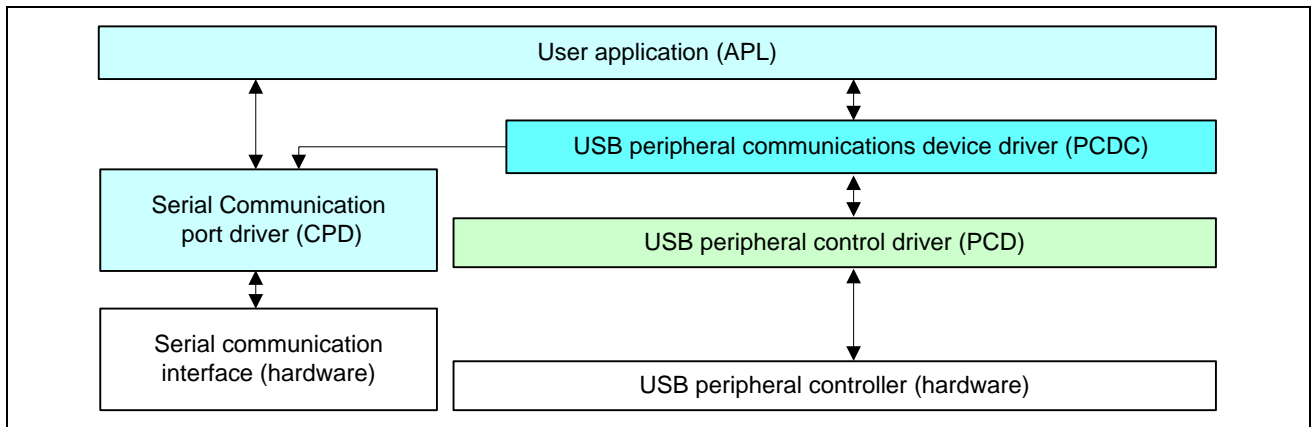 User application (APL)
USB peripheral communications device driver (PCDC)
Serial Communication
port driver (CPD)
USB peripheral control driver (PCD)
Serial communication
interface (hardware)
USB peripheral controller (hardware)